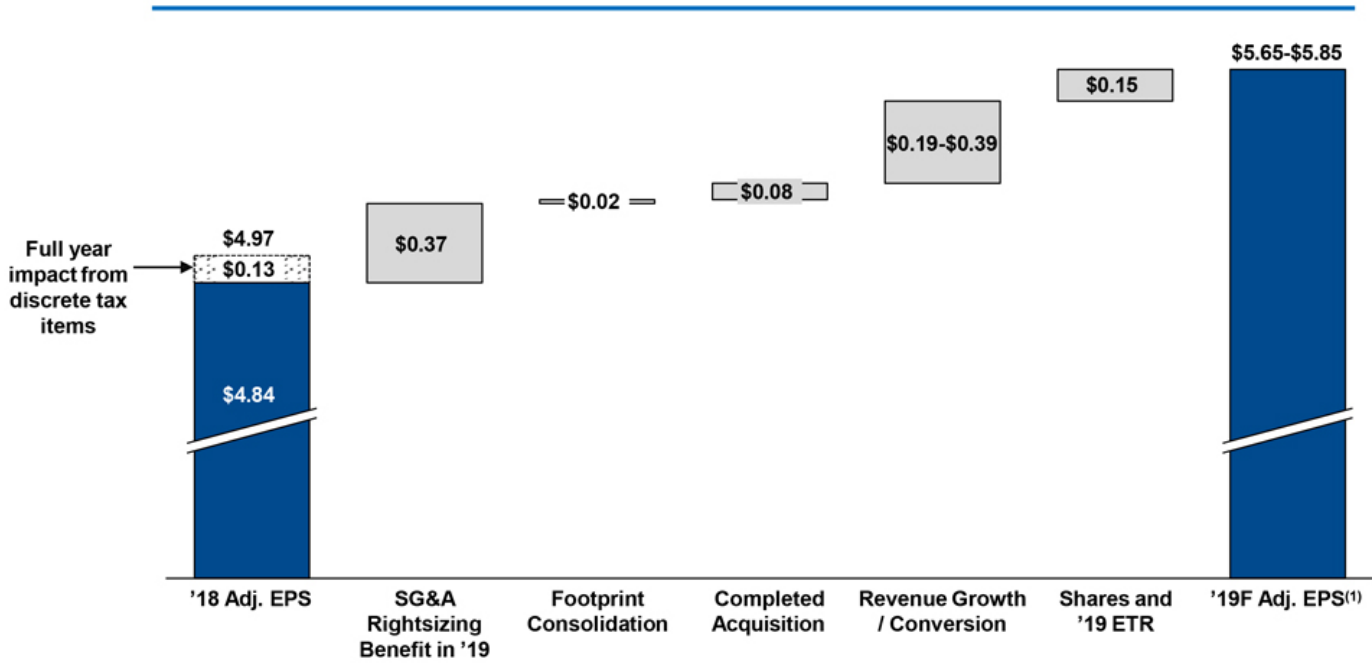 $5.65-$5.85
$0.15
$0.19-$0.39
$0.08
$0.02
$0.37
$4.97
$0.13
Full year
impact from
discrete tax
items
$4.84
’18 Adj. EPS
SG&A
Rightsizing
Benefit in ’19
Footprint
Consolidation
Completed
Acquisition
Revenue Growth
/ Conversion
Shares and
’19 ETR
’19F Adj. EPS(1)